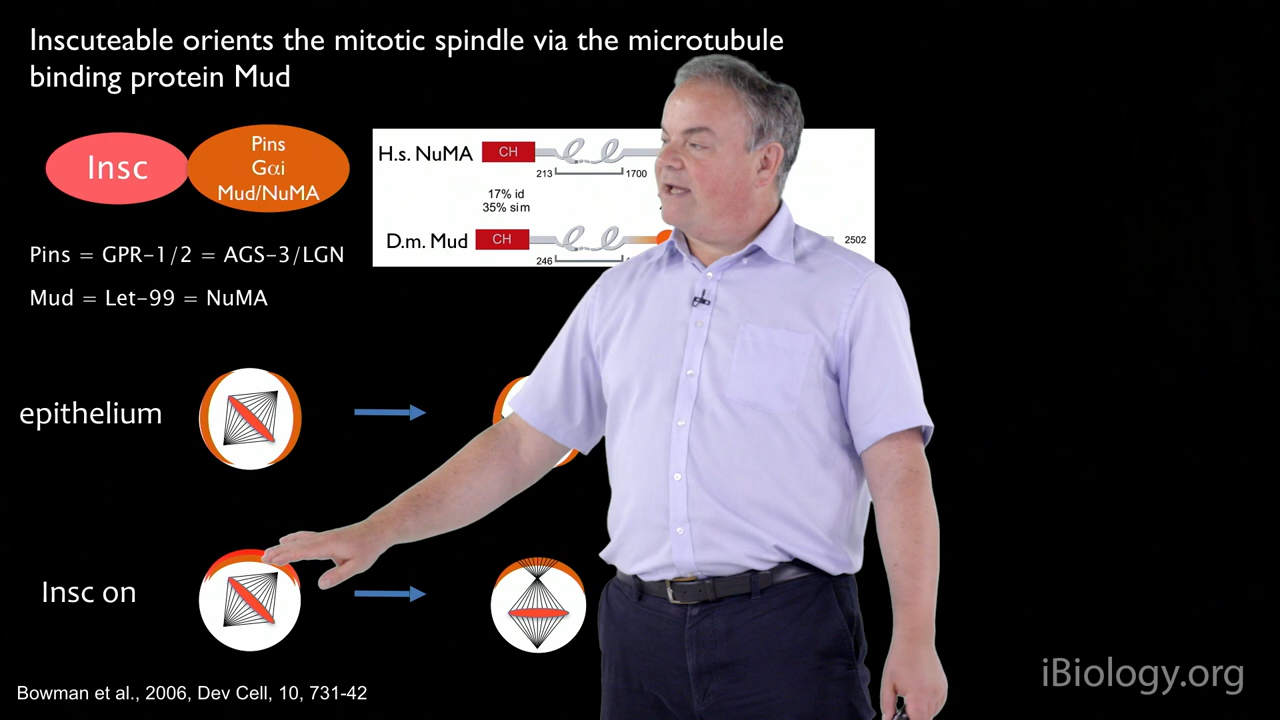 Inscuteable orients the mitotic spindle via the microtubule
binding protein Mud
Insc
Pins
Gαi
Mud/NuMA
H.s. NuMA
CH
213
1700
17% id
35% sim
D.m. Mud
CH
246
2502
Pins = GPR-1/2 = AGS-3/LGN
Mud = Let-99 = NuMA
epithelium
Insc on
Bowman et al., 2006, Dev Cell, 10, 731-42
iBiology.org